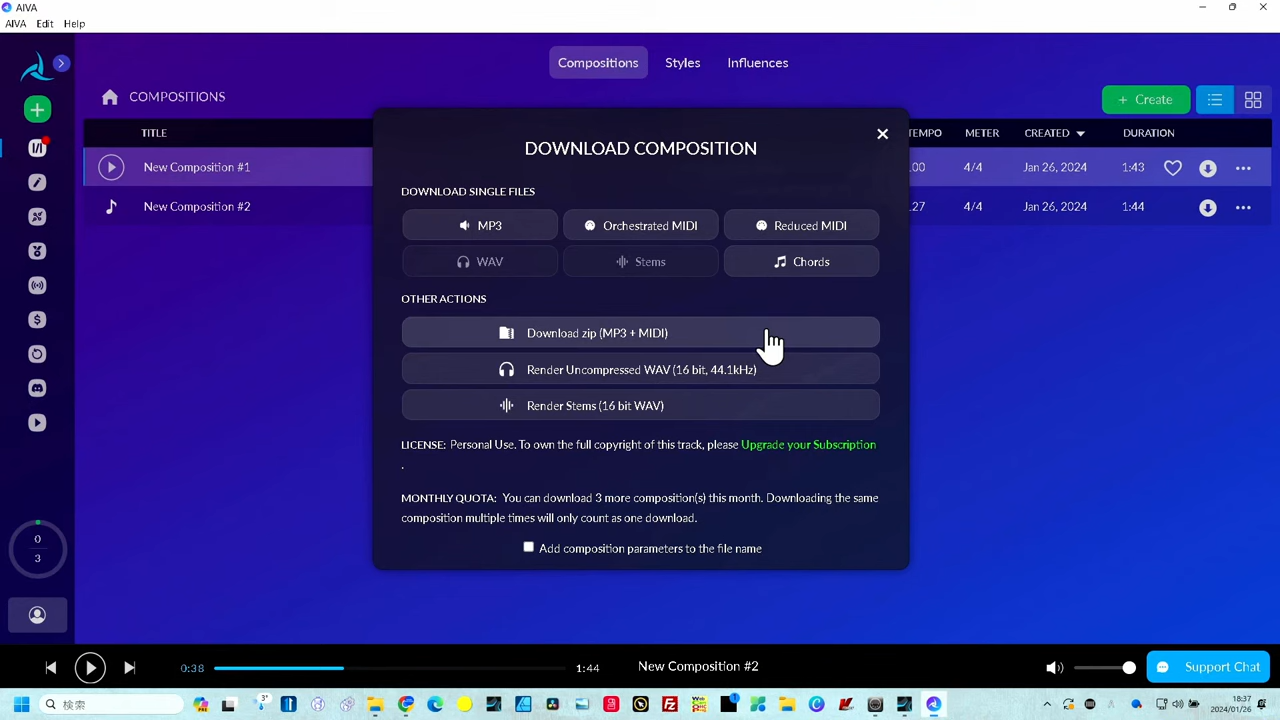 AIVA
AIVA Edit Help
Compositions Styles Influences
COMPOSITIONS
+ Create
TITLE TEMPO METER CREATED DURATION
New Composition #1 .00 4/4 Jan 26, 2024 1:43
New Composition #2 .27 4/4 Jan 26, 2024 1:44
DOWNLOAD COMPOSITION
DOWNLOAD SINGLE FILES
MP3 Orchestrated MIDI Reduced MIDI
WAV Stems Chords
OTHER ACTIONS
Download zip (MP3 + MIDI)
Render Uncompressed WAV (16 bit, 44.1kHz)
Render Stems (16 bit WAV)
LICENSE: Personal Use. To own the full copyright of this track, please Upgrade your Subscription
.
MONTHLY QUOTA: You can download 3 more composition(s) this month. Downloading the same
composition multiple times will only count as one download.
Add composition parameters to the file name
0
3
0:38 1:44 New Composition #2 Support Chat
検索 3° 18:37
2024/01/26